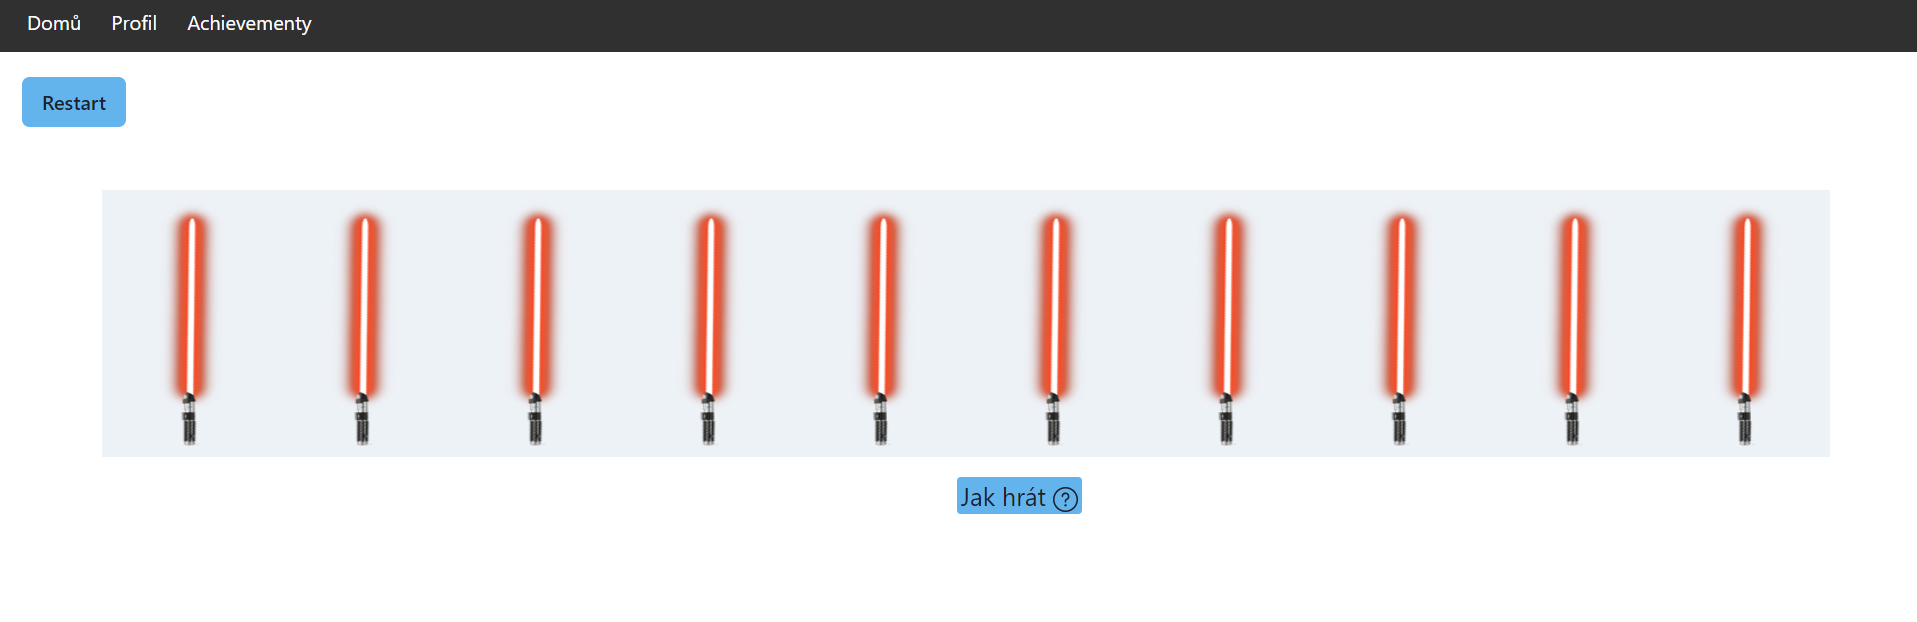 Domů Profil Achievementy
Restart
Jak hrát ?